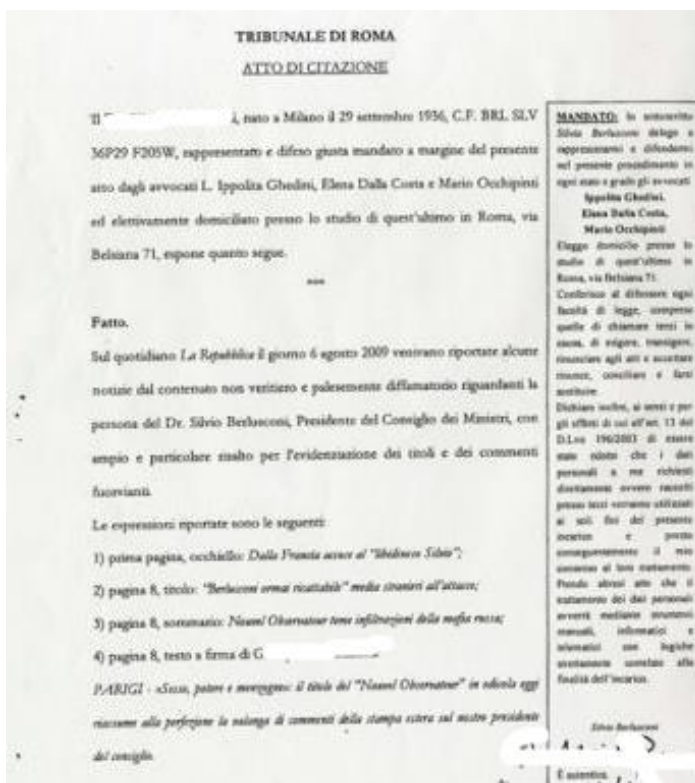 TRIBUNALE DI ROMA
ATTO DI CITAZIONE
Il i, nato a Milano il 29 settembre 1936, C.F. BRL SLV
36P29 F205W, rappresentato e difeso giusta mandato a margine del presente
atto dagli avvocati L. Ippolita Ghedini, Elena Dalla Costa e Mario Occhipinti
ed elettivamente domiciliato presso lo studio di quest'ultimo in Roma, via
Belsiana 71, espone quanto segue.
***
Fatto.
Sul quotidiano La Repubblica il giorno 6 agosto 2009 venivano riportate alcune
notizie dal contenuto non veritiero e palesemente diffamatorio riguardanti la
persona del Dr. Silvio Berlusconi, Presidente del Consiglio dei Ministri, con
ampio e particolare risalto per l'evidenziazione dei titoli e dei commenti
fuorvianti.
Le espressioni riportate sono le seguenti:
1) prima pagina, occhiello: Dalla Francia accuse al "libidinoso Silvio";
2) pagina 8, titolo: "Berlusconi ormai ricattabile" media stranieri all'attacco;
3) pagina 8, sommario: Nouvel Observateur teme infiltrazioni della mafia russa;
4) pagina 8, testo a firma di G
PARIGI - «Sesso, potere e menzogne»: il titolo del "Nouvel Observateur" in edicola oggi
riassume alla perfezione la valanga di commenti della stampa estera sul nostro presidente
del consiglio.
MANDATO: Io sottoscritto
Silvio Berlusconi delego a
rappresentarmi e difendermi
nel presente procedimento in
ogni stato e grado gli avvocati
Ippolita Ghedini,
Elena Dalla Costa,
Mario Occhipinti
Eleggo domicilio presso lo
studio di quest'ultimo in
Roma, via Belsiana 71.
Conferisco al difensore ogni
facoltà di legge, comprese
quelle di chiamare terzi in
causa, di esigere, transigere,
rinunciare agli atti e accettare
rinunce, conciliare e farsi
sostituire.
Dichiaro inoltre, ai sensi e per
gli effetti di cui all'art. 13 del
D.Lvo 196/2003 di essere
stato edotto che i dati
personali a me richiesti
direttamente ovvero raccolti
presso terzi verranno utilizzati
ai soli fini del presente
incarico e presto
conseguentemente il mio
consenso al loro trattamento.
Prendo altresì atto che il
trattamento dei dati personali
avverrà mediante strumenti
manuali, informatici e
telematici con logiche
strettamente correlate alle
finalità dell'incarico.
Silvio Berlusconi
È autentica